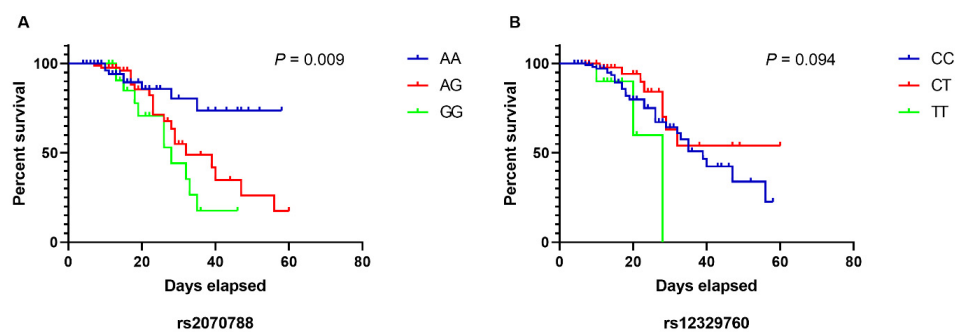 A
P = 0.009
AA
AG
GG
Percent survival
100
50
0
0 20 40 60 80
Days elapsed
rs2070788
B
P = 0.094
CC
CT
TT
Percent survival
100
50
0
0 20 40 60 80
Days elapsed
rs12329760